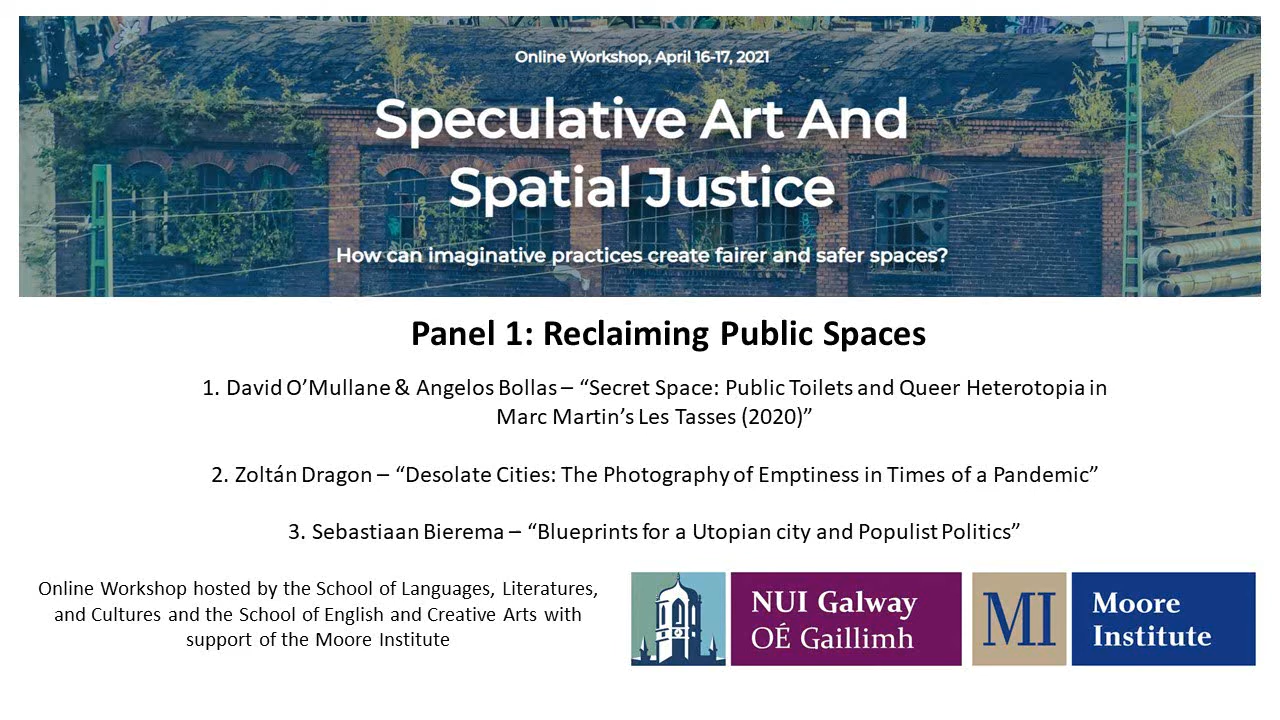 Online Workshop, April 16-17, 2021
Speculative Art And
Spatial Justice
How can imaginative practices create fairer and safer spaces?
Panel 1: Reclaiming Public Spaces
1. David O’Mullane & Angelos Bollas – “Secret Space: Public Toilets and Queer Heterotopia in
Marc Martin’s Les Tasses (2020)”
2. Zoltán Dragon – “Desolate Cities: The Photography of Emptiness in Times of a Pandemic”
3. Sebastiaan Bierema – “Blueprints for a Utopian city and Populist Politics”
Online Workshop hosted by the School of Languages, Literatures,
and Cultures and the School of English and Creative Arts with
support of the Moore Institute
NUI Galway
OÉ Gaillimh
MI
Moore
Institute